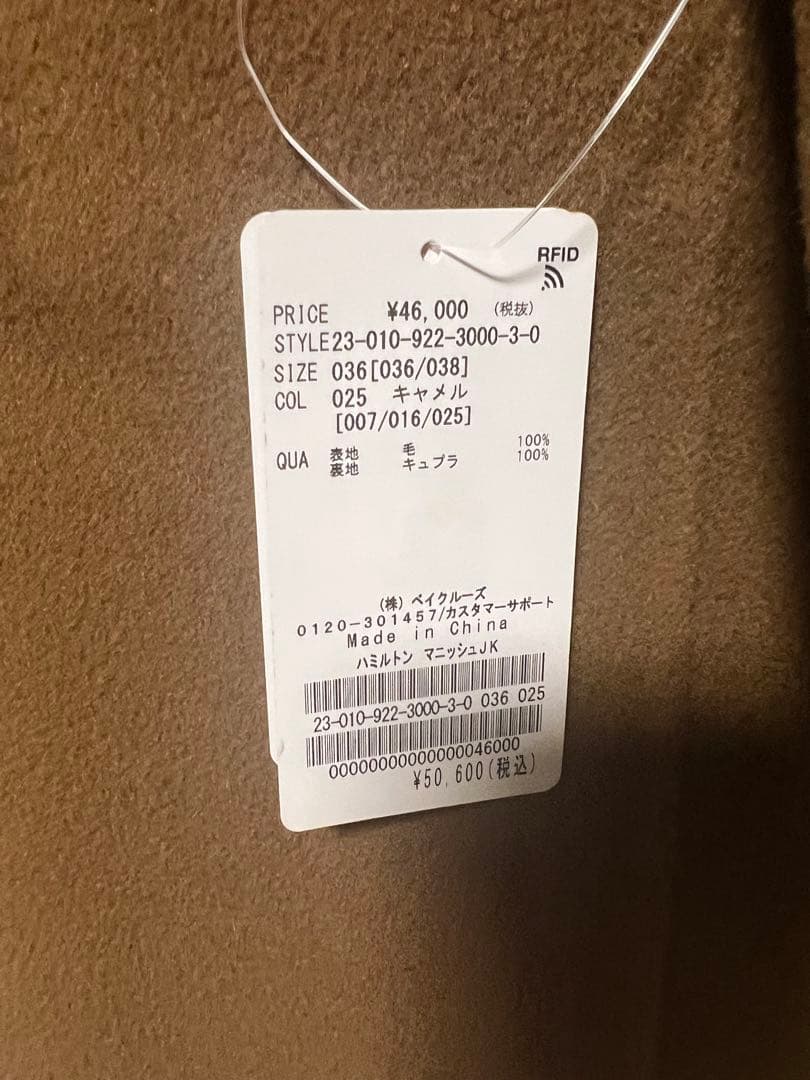 RFID
PRICE ¥46,000 (税抜)
STYLE23-010-922-3000-3-0
SIZE 036[036/038]
COL 025 キャメル
[007/016/025]
QUA 表地 毛 100%
裏地 キュプラ 100%
(株) ベイクルーズ
0120-301457/カスタマーサポート
Made in China
ハミルトン マニッシュJK
23-010-922-3000-3-0 036 025
00000000000000046000
¥50,600(税込)